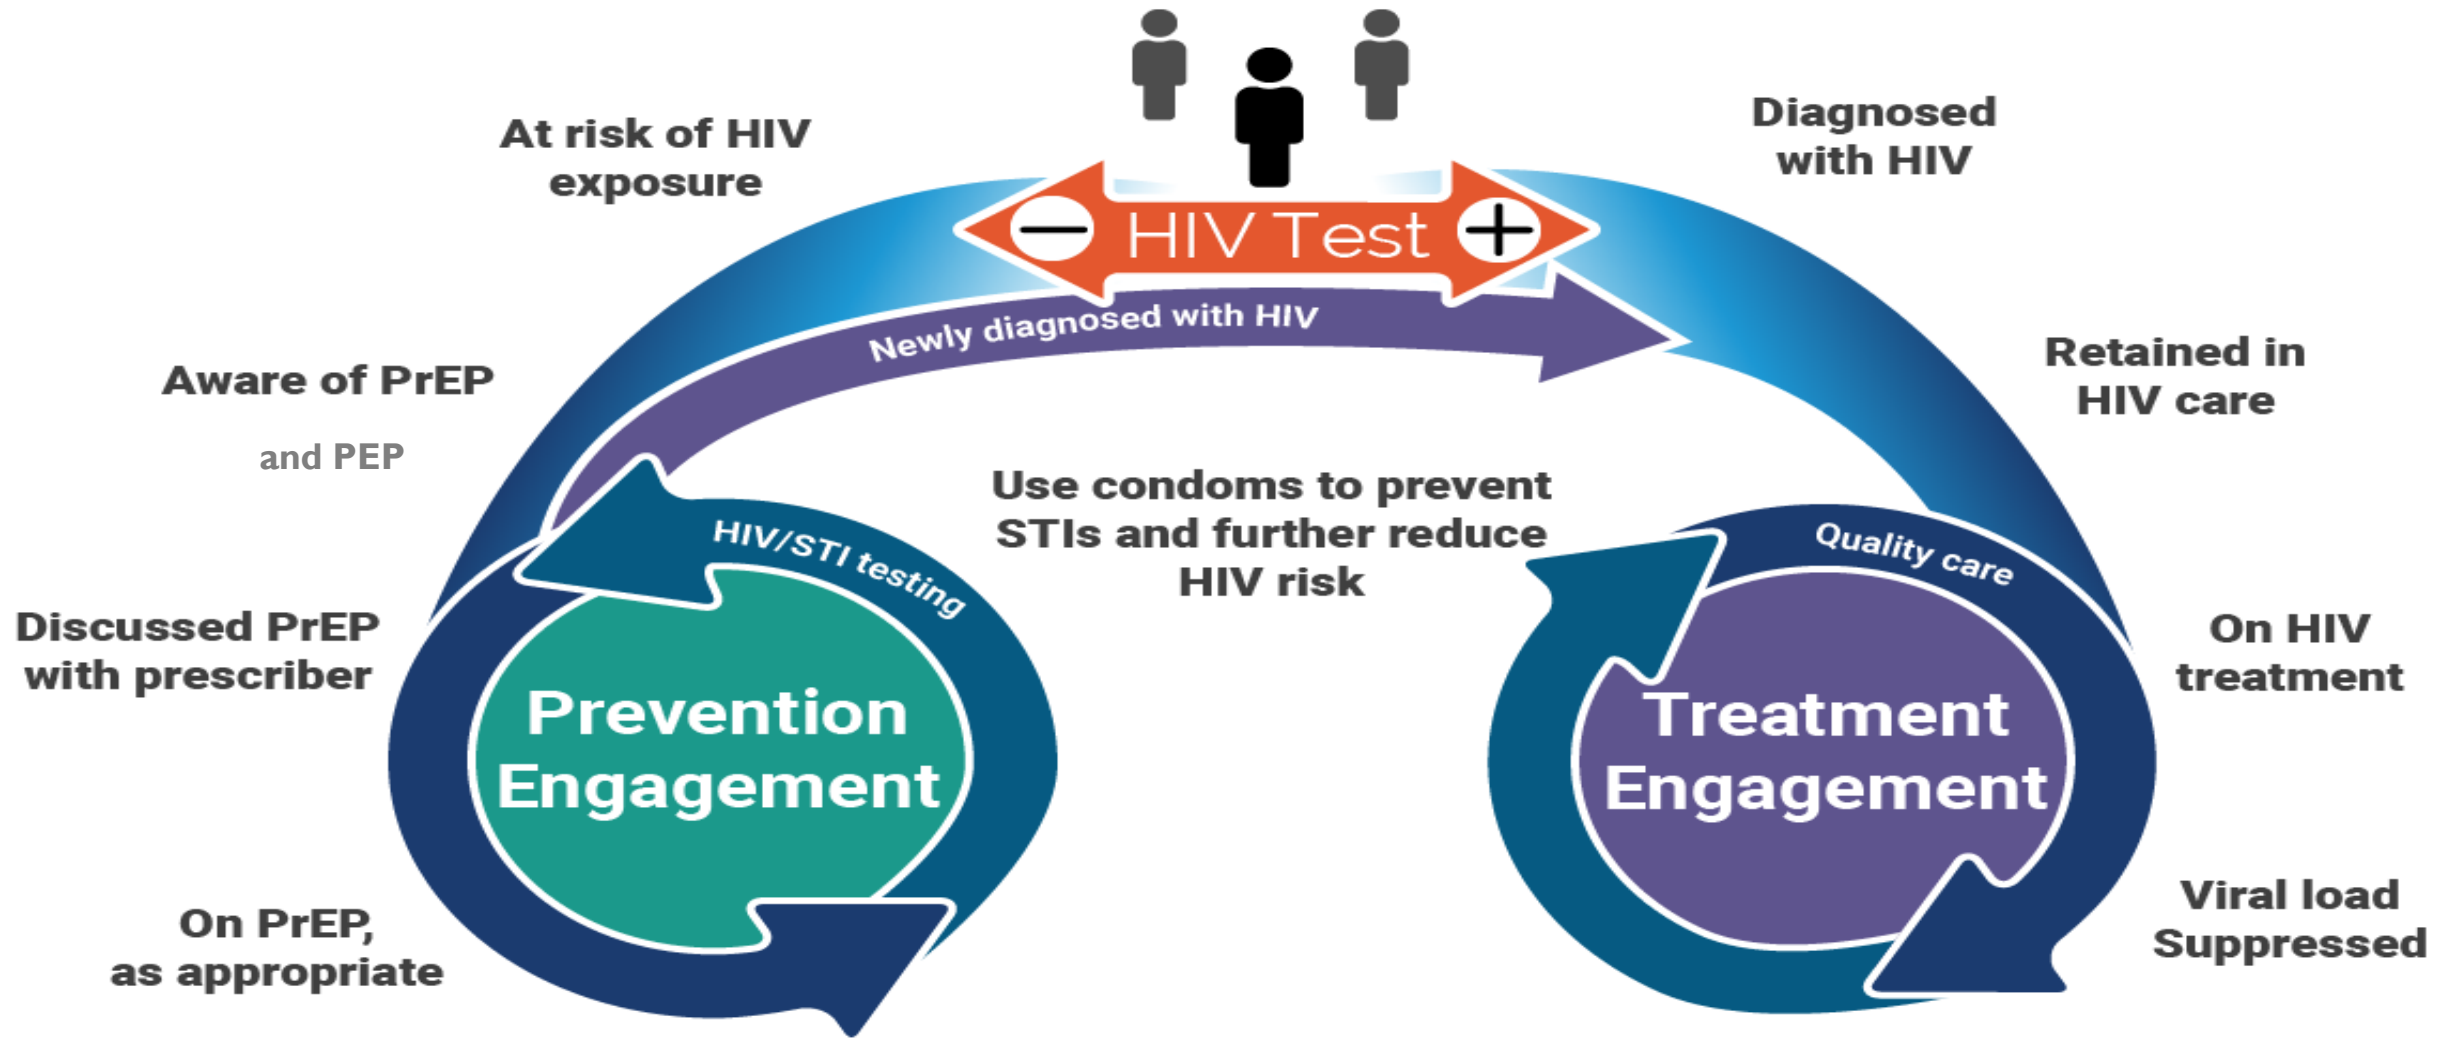 At risk of HIV
exposure
Aware of PrEP
and PEP
Discussed PrEP
with prescriber
On PrEP,
as appropriate
HIV Test
Newly diagnosed with HIV
HIV/STI testing
Prevention
Engagement
Use condoms to prevent
STIs and further reduce
HIV risk
Diagnosed
with HIV
Retained in
HIV care
On HIV
treatment
Viral load
Suppressed
Quality care
Treatment
Engagement